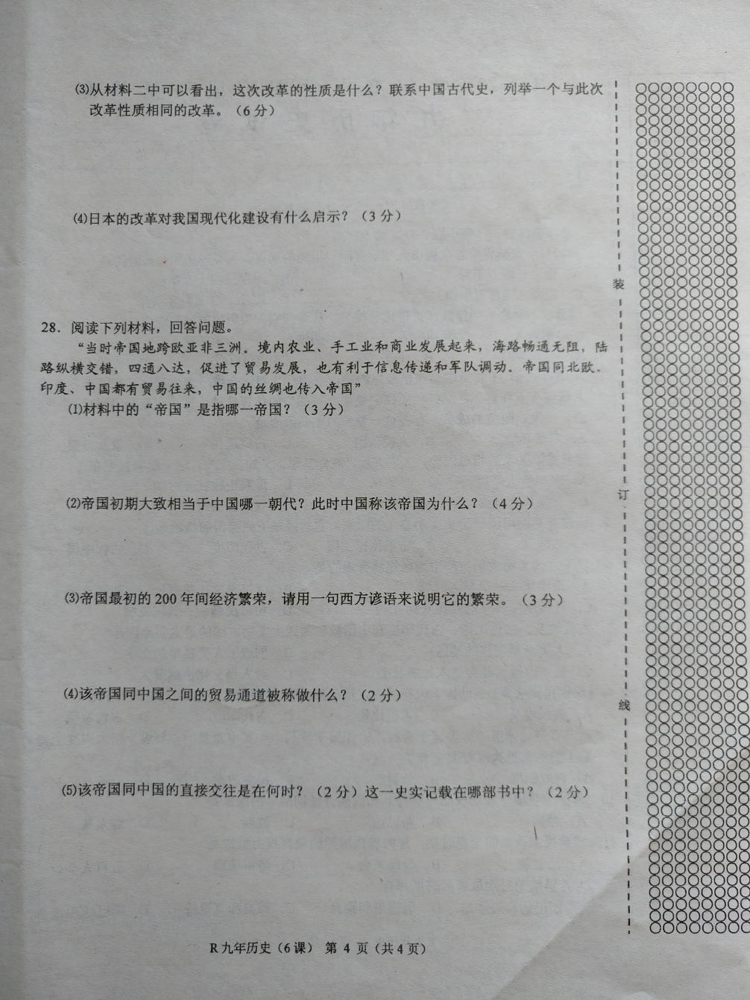 ⑶从材料二中可以看出，这次改革的性质是什么？联系中国古代史，列举一个与此次
改革性质相同的改革。（6分）
⑷日本的改革对我国现代化建设有什么启示？（3分）
装
28．阅读下列材料，回答问题。
“当时帝国地跨欧亚非三洲。境内农业、手工业和商业发展起来，海路畅通无阻，陆
路纵横交错，四通八达，促进了贸易发展，也有利于信息传递和军队调动。帝国同北欧、
印度、中国都有贸易往来，中国的丝绸也传入帝国”
⑴材料中的“帝国”是指哪一帝国？（3分）
订
⑵帝国初期大致相当于中国哪一朝代？此时中国称该帝国为什么？（4分）
⑶帝国最初的200年间经济繁荣，请用一句西方谚语来说明它的繁荣。（3分）
⑷该帝国同中国之间的贸易通道被称做什么？（2分）
线
⑸该帝国同中国的直接交往是在何时？（2分）这一史实记载在哪部书中？（2分）
R九年历史（6课） 第 4 页（共4页）